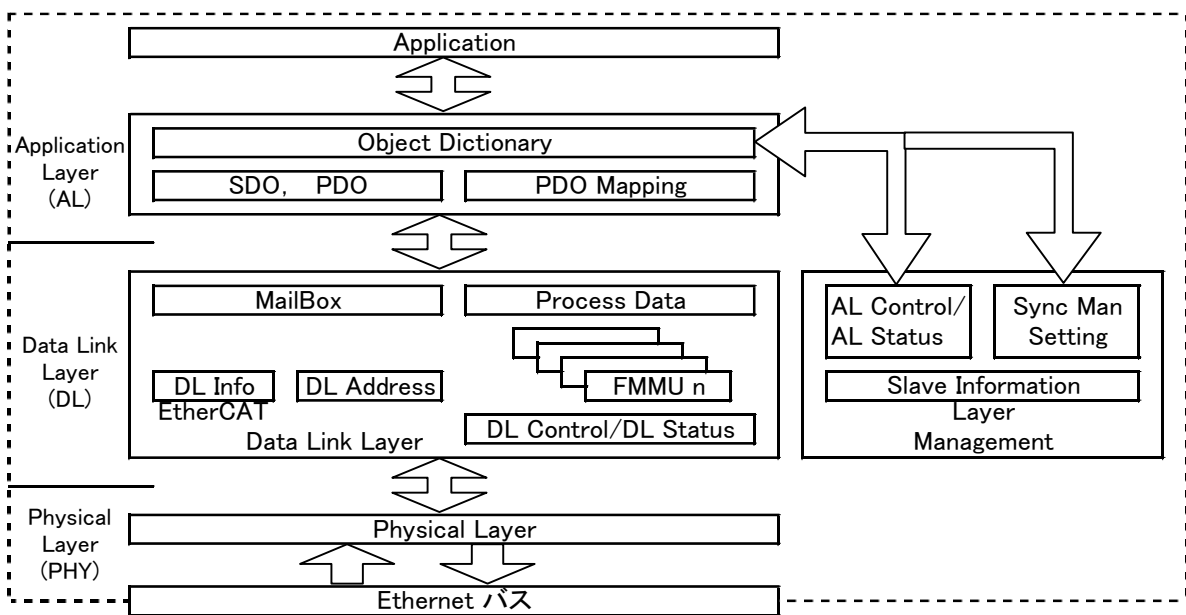 Application
Application
Layer
(AL)
Object Dictionary
SDO, PDO
PDO Mapping
Data Link
Layer
(DL)
MailBox
Process Data
FMMU n
DL Info
DL Address
EtherCAT
Data Link Layer
DL Control/DL Status
AL Control/
AL Status
Sync Man
Setting
Slave Information
Layer
Management
Physical
Layer
(PHY)
Physical Layer
Ethernet バス